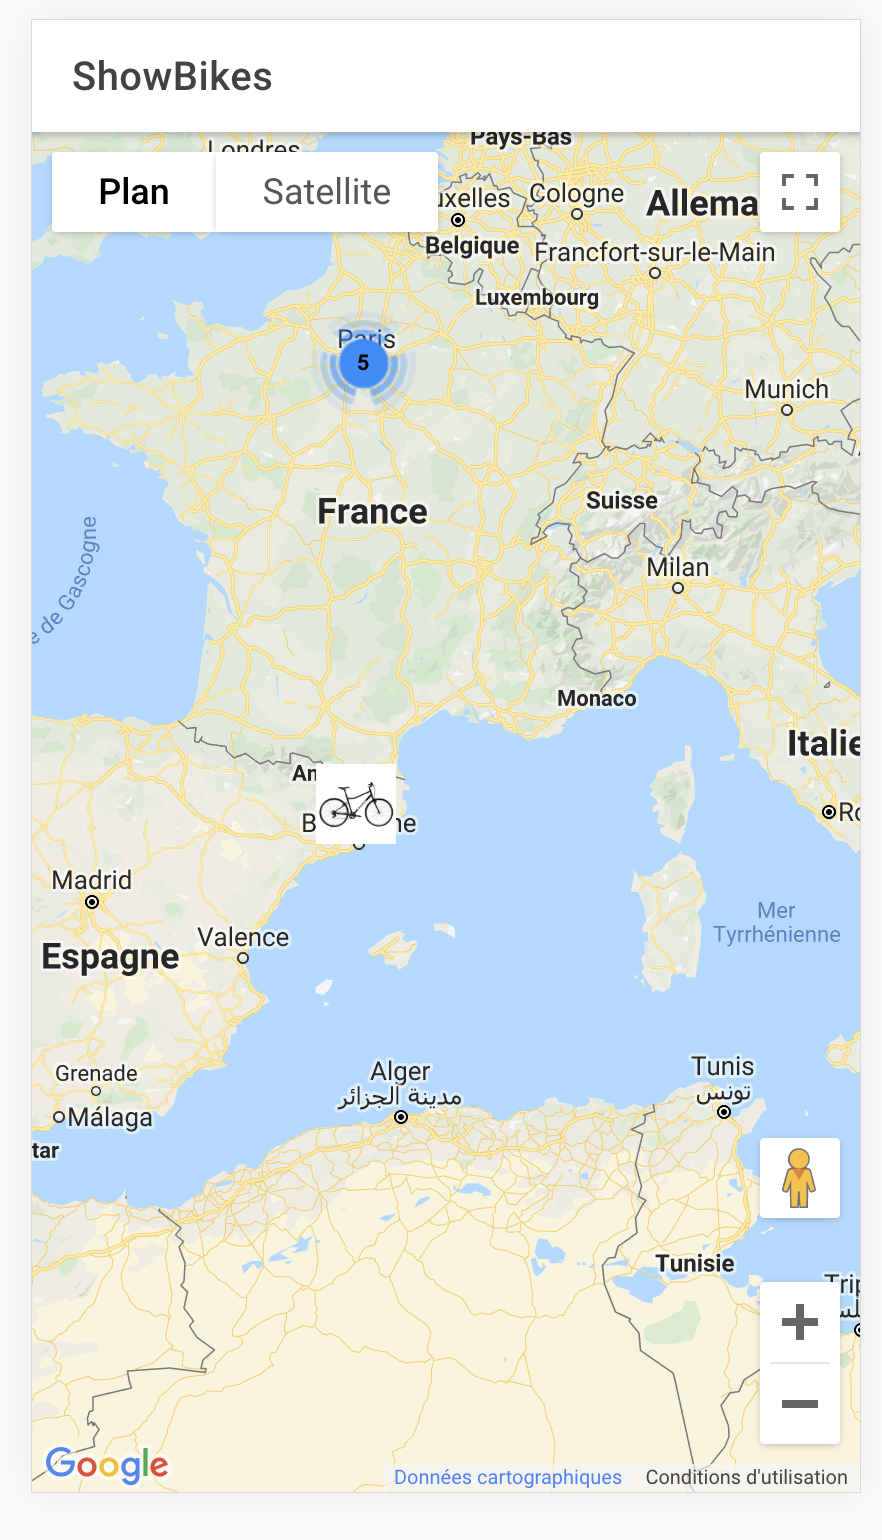 ShowBikes
Pays-Bas
Londres
Plan
Satellite
uxelles
Cologne
Allema
Belgique
Francfort-sur-le-Main
Luxembourg
Paris
5
Munich
France
Suisse
e de Gascogne
Milan
Monaco
Italie
An
B
ne
Ro
Madrid
Valence
Espagne
Mer
Tyrrhénienne
Grenade
Málaga
Alger
مدينة الجزائر
Tunis
تونس
tar
Tunisie
Trip
Google
Données cartographiques
Conditions d'utilisation